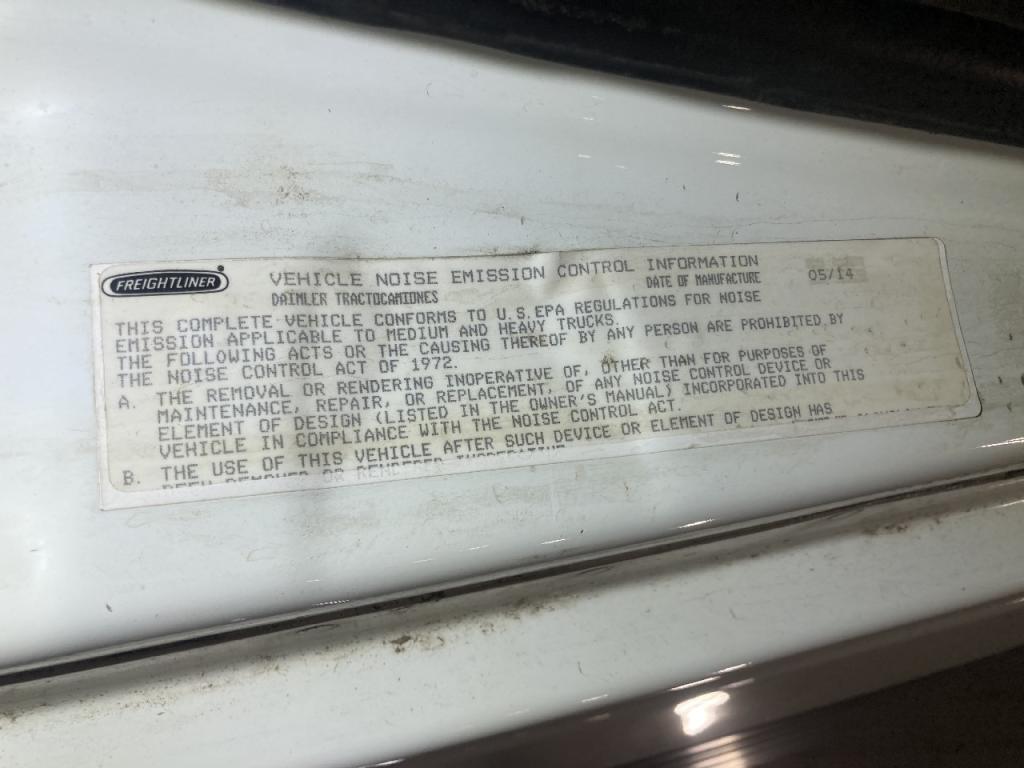 FREIGHTLINER
VEHICLE NOISE EMISSION CONTROL INFORMATION
DAIMLER TRACTOCAMIONES DATE OF MANUFACTURE 05/14
THIS COMPLETE VEHICLE CONFORMS TO U.S.EPA REGULATIONS FOR NOISE
EMISSION APPLICABLE TO MEDIUM AND HEAVY TRUCKS.
THE FOLLOWING ACTS OR THE CAUSING THEREOF BY ANY PERSON ARE PROHIBITED BY
THE NOISE CONTROL ACT OF 1972.
A. THE REMOVAL OR RENDERING INOPERATIVE OF, OTHER THAN FOR PURPOSES OF
MAINTENANCE, REPAIR, OR REPLACEMENT, OF ANY NOISE CONTROL DEVICE OR
ELEMENT OF DESIGN (LISTED IN THE OWNER'S MANUAL) INCORPORATED INTO THIS
VEHICLE IN COMPLIANCE WITH THE NOISE CONTROL ACT.
B. THE USE OF THIS VEHICLE AFTER SUCH DEVICE OR ELEMENT OF DESIGN HAS
BEEN REMOVED OR RENDERED INOPERATIVE